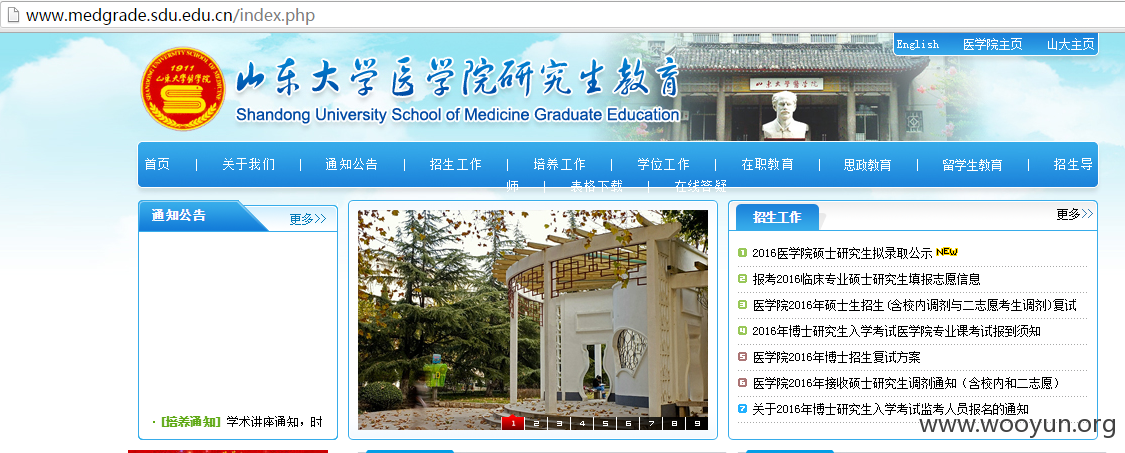 www.medgrade.sdu.edu.cn/index.php
English 医学院主页 山大主页
1911
SHANDONG UNIVERSITY SCHOOL OF MEDICINE
山东大学医学院
山东大学医学院研究生教育
Shandong University School of Medicine Graduate Education
山东大学医学院
首页 | 关于我们 | 通知公告 | 招生工作 | 培养工作 | 学位工作 | 在职教育 | 思政教育 | 留学生教育 | 招生导
师 | 表格下载 | 在线答疑
通知公告 更多>>
· [培养通知] 学术讲座通知，时
1 2 3 4 5 6 7 8 9
招生工作 更多>>
1 2016医学院硕士研究生拟录取公示 NEW
2 报考2016临床专业硕士研究生填报志愿信息
3 医学院2016年硕士生招生(含校内调剂与二志愿考生调剂)复试
4 2016年博士研究生入学考试医学院专业课考试报到须知
5 医学院2016年博士招生复试方案
6 医学院2016年接收硕士研究生调剂通知（含校内和二志愿）
7 关于2016年博士研究生入学考试监考人员报名的通知
www.wooyun.org